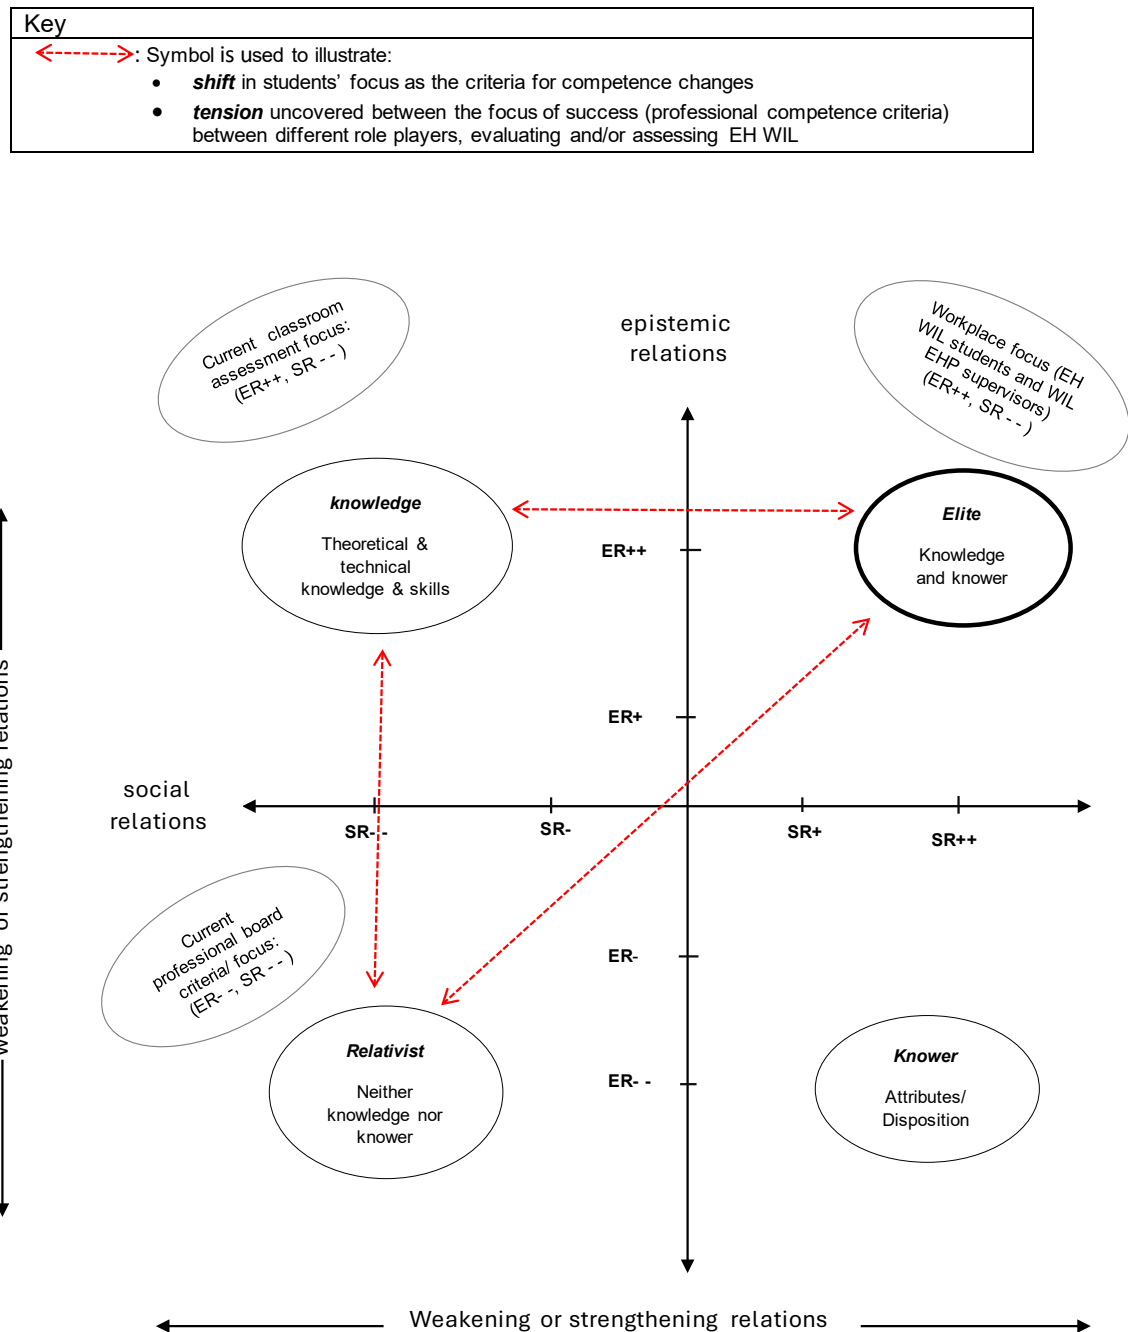 Key
: Symbol is used to illustrate:
• shift in students' focus as the criteria for competence changes
• tension uncovered between the focus of success (professional competence criteria)
between different role players, evaluating and/or assessing EH WIL
Current classroom
assessment focus:
(ER++, SR - - )
epistemic
relations
Workplace focus (EH
WIL students and WIL
EHP supervisors)
(ER++, SR - - )
knowledge
Theoretical &
technical
knowledge & skills
Elite
Knowledge
and knower
ER++
ER+
social
relations
SR- -
SR-
SR+
SR++
weakening or strengthening relations
Current
professional board
criteria/ focus:
(ER- -, SR - - )
ER-
ER- -
Relativist
Neither
knowledge nor
knower
Knower
Attributes/
Disposition
Weakening or strengthening relations